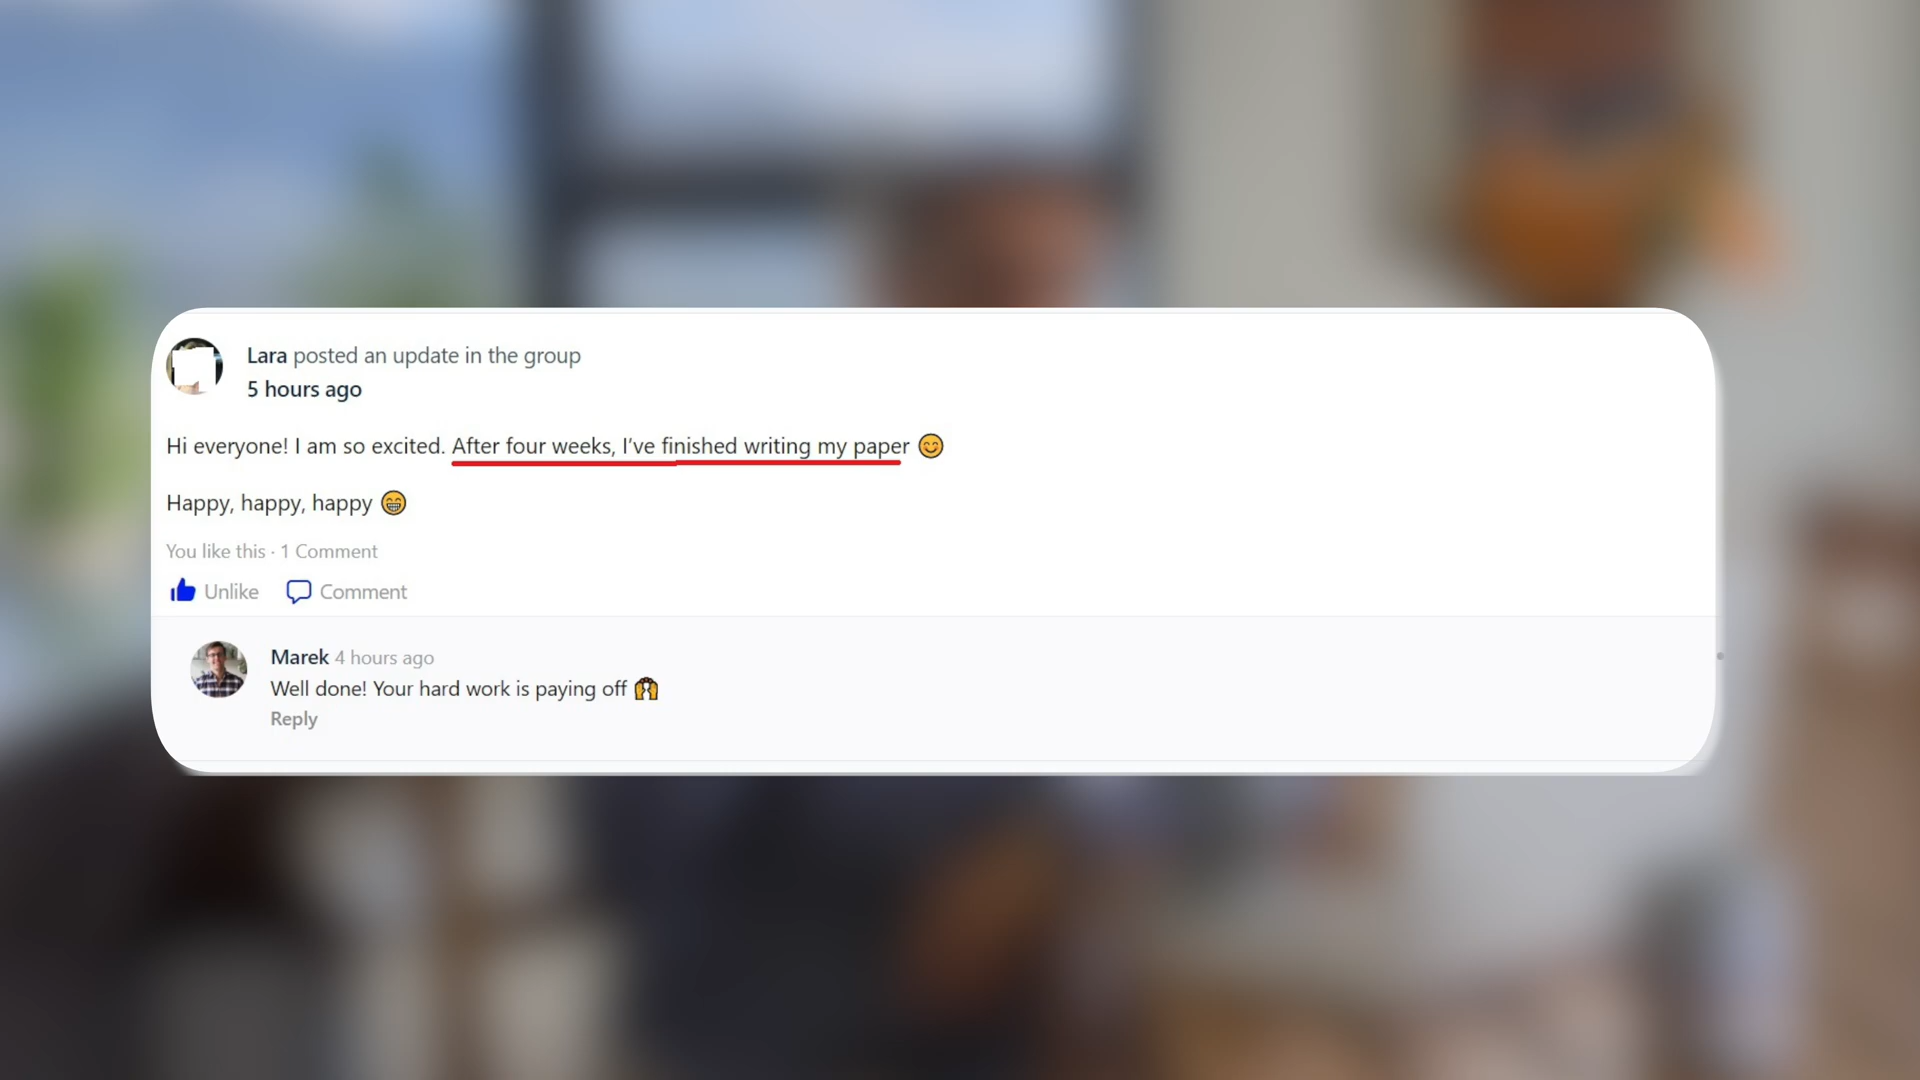 Lara posted an update in the group
5 hours ago
Hi everyone! I am so excited. After four weeks, I’ve finished writing my paper 😊
Happy, happy, happy 😁
You like this · 1 Comment
Unlike Comment
Marek 4 hours ago
Well done! Your hard work is paying off 🙌
Reply